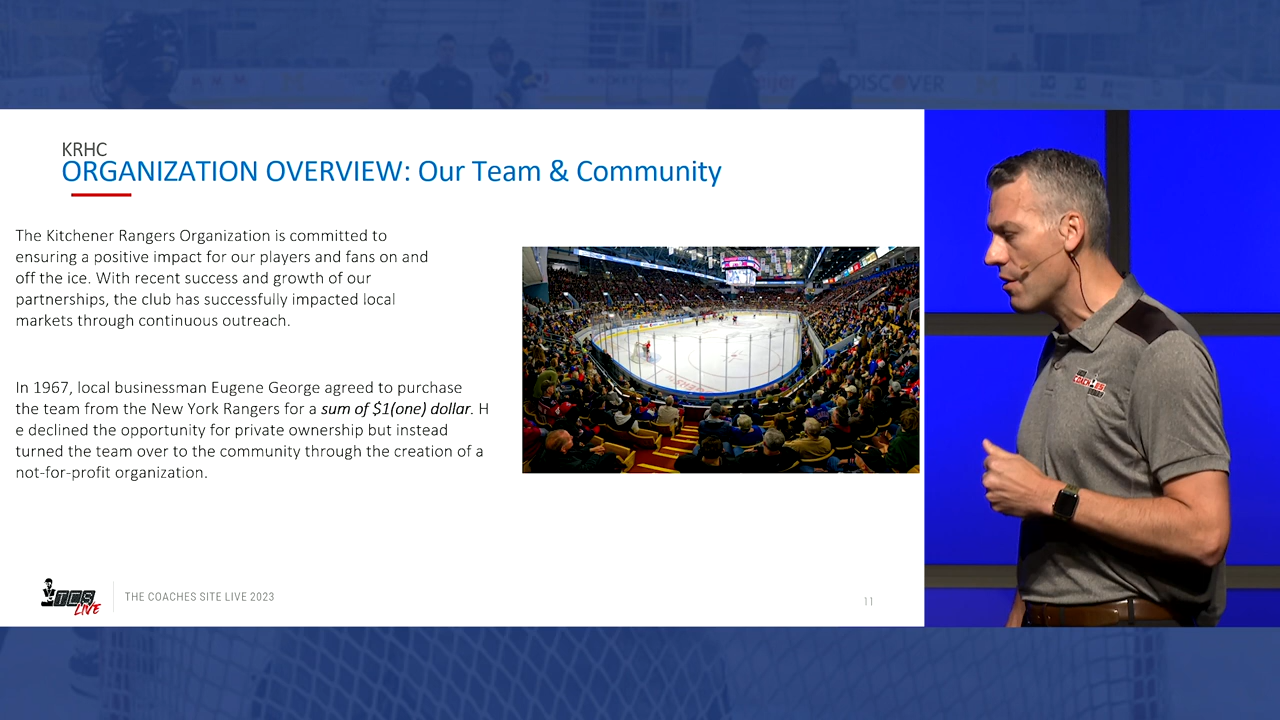 DISCOVER
KRHC
ORGANIZATION OVERVIEW: Our Team & Community
The Kitchener Rangers Organization is committed to
ensuring a positive impact for our players and fans on and
off the ice. With recent success and growth of our
partnerships, the club has successfully impacted local
markets through continuous outreach.
In 1967, local businessman Eugene George agreed to purchase
the team from the New York Rangers for a sum of $1(one) dollar. H
e declined the opportunity for private ownership but instead
turned the team over to the community through the creation of a
not-for-profit organization.
TCS
LIVE
THE COACHES SITE LIVE 2023
11